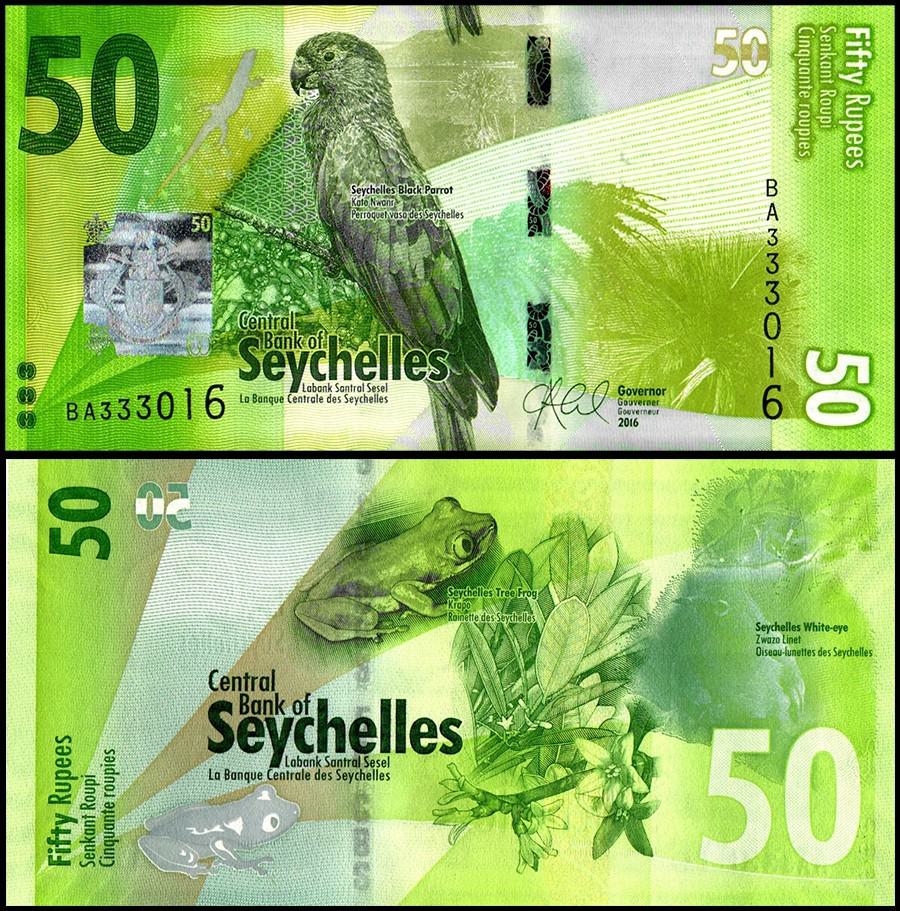 50
50
Fifty Rupees
Senkant Roupi
Cinquante roupies
Seychelles Black Parrot
Kato Nwanr
Perroquet vasa des Seychelles
BA333016
50
50
Central
Bank of
Seychelles
Labank Santral Sesel
La Banque Centrale des Seychelles
BA333016
Governor
Gouverner
Gouverneur
2016
50
50
50
Seychelles Tree Frog
Krapo
Rainette des Seychelles
Seychelles White-eye
Zwazo Linet
Oiseau-lunettes des Seychelles
Central
Bank of
Seychelles
Labank Santral Sesel
La Banque Centrale des Seychelles
Fifty Rupees
Senkant Roupi
Cinquante roupies
50